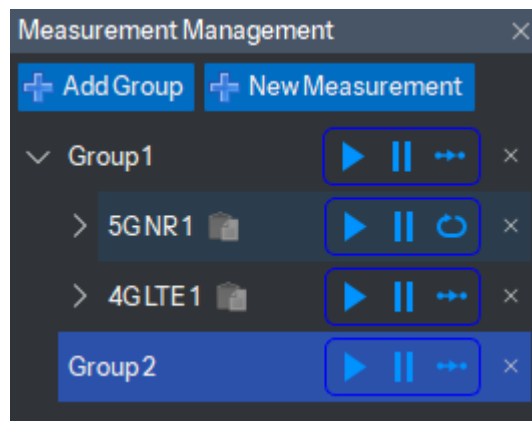 Measurement Management
Add Group New Measurement
Group1
5GNR1
4GLTE1
Group2